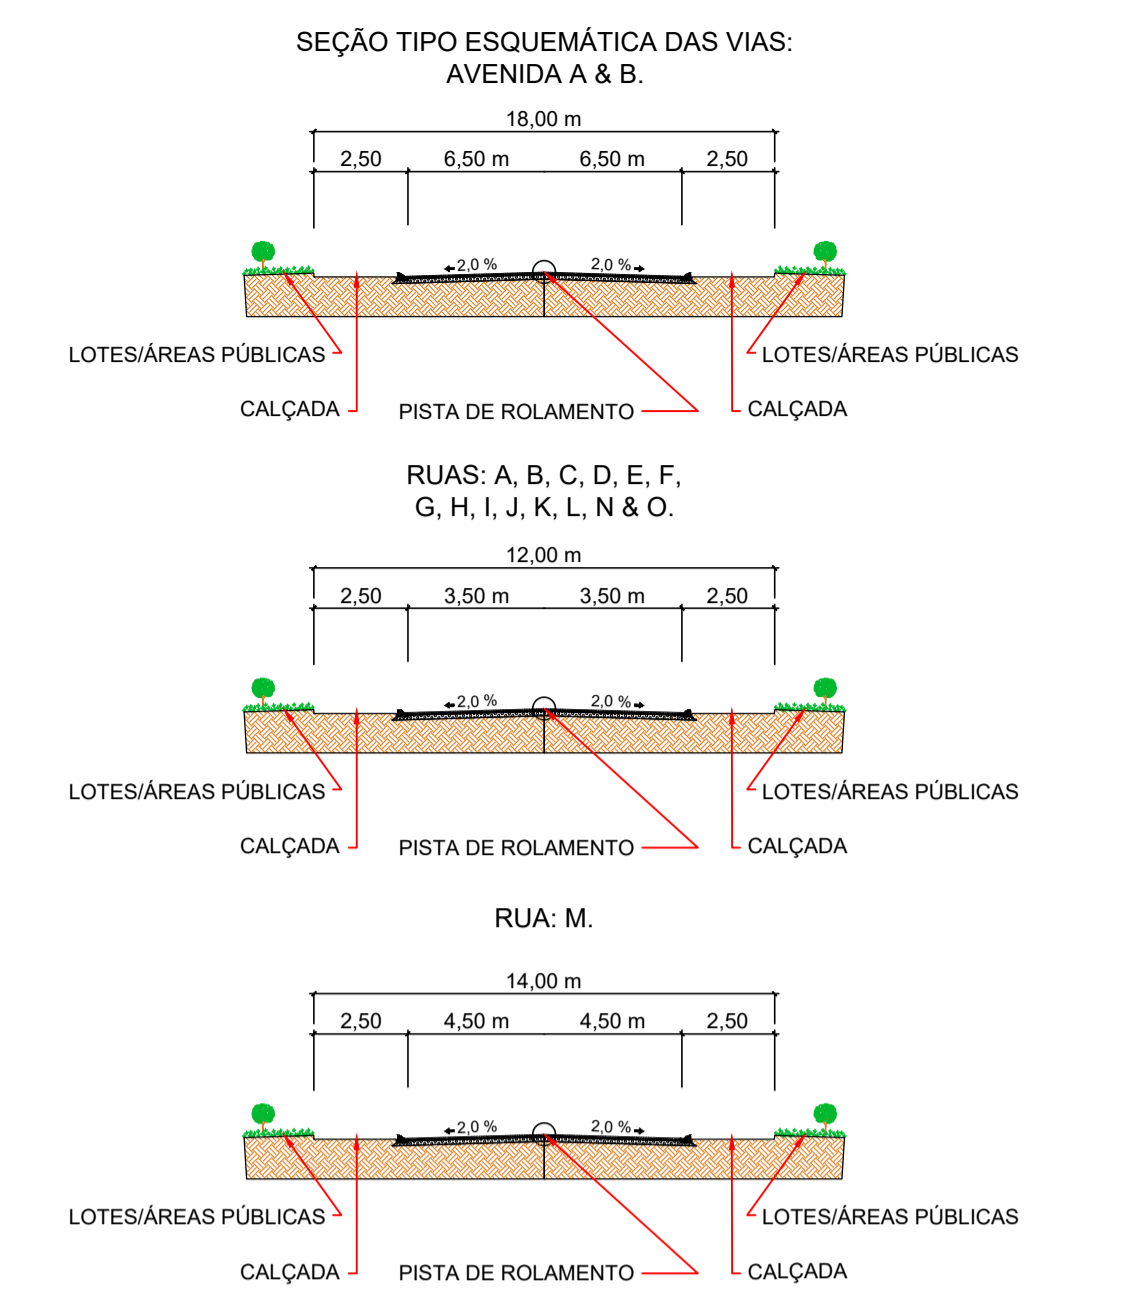 SEÇÃO TIPO ESQUEMÁTICA DAS VIAS:
AVENIDA A & B.
18,00 m
2,50 6,50 m 6,50 m 2,50
2,0 % 2,0 %
LOTES/ÁREAS PÚBLICAS LOTES/ÁREAS PÚBLICAS
CALÇADA PISTA DE ROLAMENTO CALÇADA
RUAS: A, B, C, D, E, F,
G, H, I, J, K, L, N & O.
12,00 m
2,50 3,50 m 3,50 m 2,50
2,0 % 2,0 %
LOTES/ÁREAS PÚBLICAS LOTES/ÁREAS PÚBLICAS
CALÇADA PISTA DE ROLAMENTO CALÇADA
RUA: M.
14,00 m
2,50 4,50 m 4,50 m 2,50
2,0 % 2,0 %
LOTES/ÁREAS PÚBLICAS LOTES/ÁREAS PÚBLICAS
CALÇADA PISTA DE ROLAMENTO CALÇADA